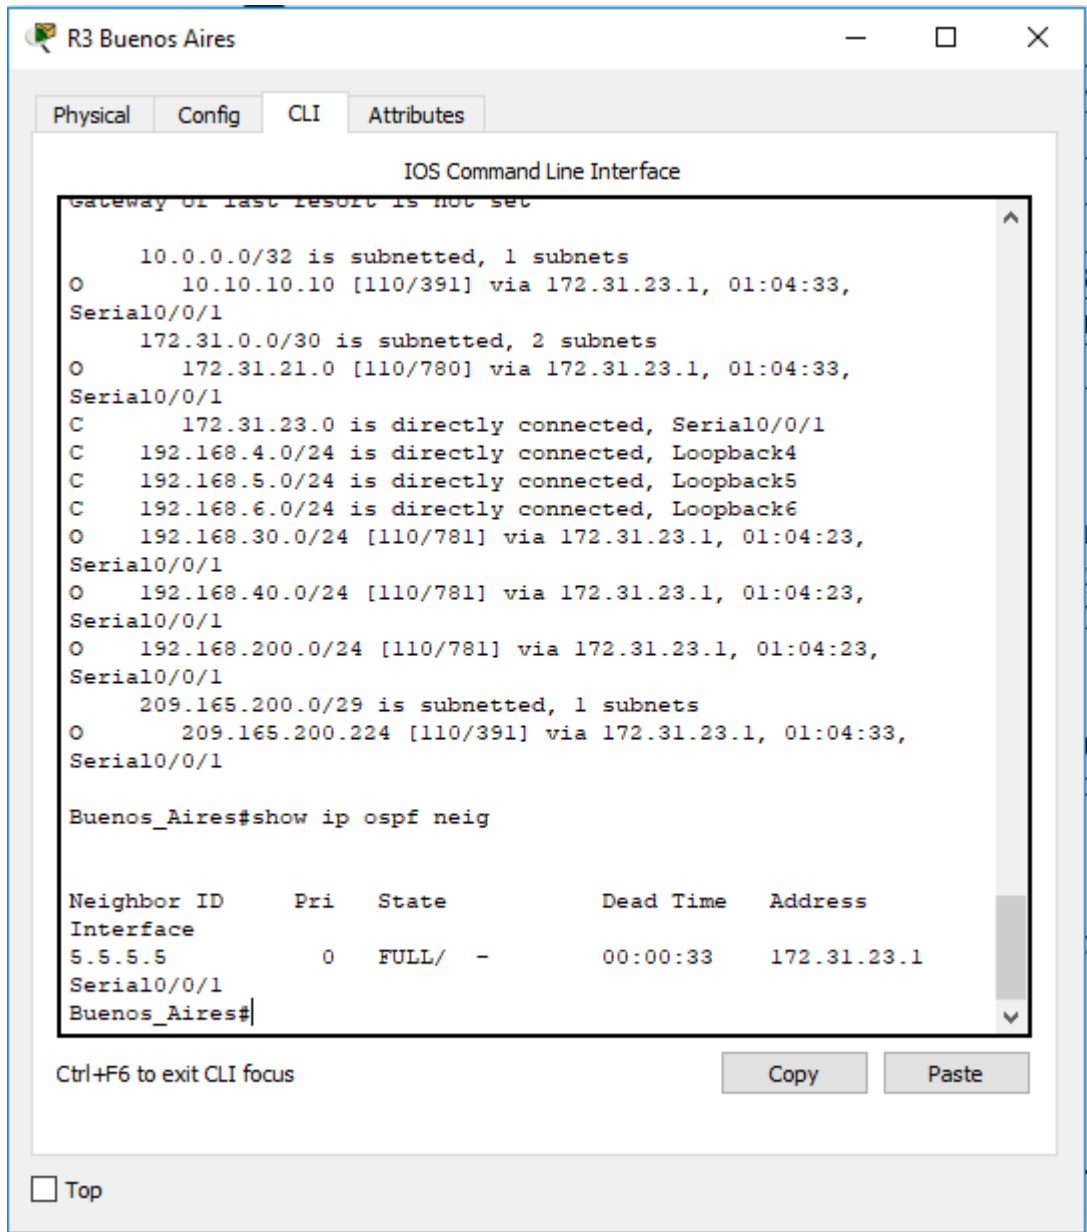 R3 Buenos Aires
Physical Config CLI Attributes
IOS Command Line Interface
Gateway of last resort is not set
10.0.0.0/32 is subnetted, 1 subnets
O 10.10.10.10 [110/391] via 172.31.23.1, 01:04:33,
Serial0/0/1
172.31.0.0/30 is subnetted, 2 subnets
O 172.31.21.0 [110/780] via 172.31.23.1, 01:04:33,
Serial0/0/1
C 172.31.23.0 is directly connected, Serial0/0/1
C 192.168.4.0/24 is directly connected, Loopback4
C 192.168.5.0/24 is directly connected, Loopback5
C 192.168.6.0/24 is directly connected, Loopback6
O 192.168.30.0/24 [110/781] via 172.31.23.1, 01:04:23,
Serial0/0/1
O 192.168.40.0/24 [110/781] via 172.31.23.1, 01:04:23,
Serial0/0/1
O 192.168.200.0/24 [110/781] via 172.31.23.1, 01:04:23,
Serial0/0/1
209.165.200.0/29 is subnetted, 1 subnets
O 209.165.200.224 [110/391] via 172.31.23.1, 01:04:33,
Serial0/0/1
Buenos_Aires#show ip ospf neig
Neighbor ID Pri State Dead Time Address
Interface
5.5.5.5 0 FULL/ - 00:00:33 172.31.23.1
Serial0/0/1
Buenos_Aires#
Ctrl+F6 to exit CLI focus Copy Paste
Top